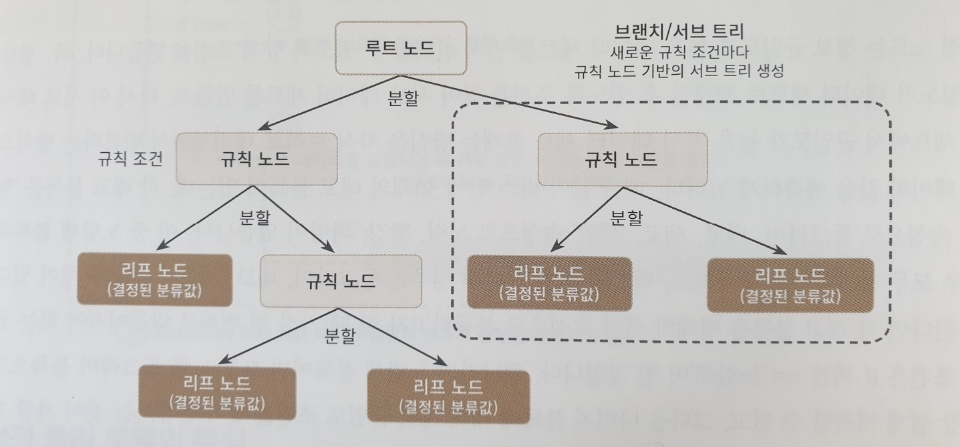 루트 노드
브랜치/서브 트리
새로운 규칙 조건마다
규칙 노드 기반의 서브 트리 생성
분할
규칙 조건
규칙 노드
규칙 노드
분할
분할
리프 노드
(결정된 분류값)
규칙 노드
리프 노드
(결정된 분류값)
리프 노드
(결정된 분류값)
분할
리프 노드
(결정된 분류값)
리프 노드
(결정된 분류값)